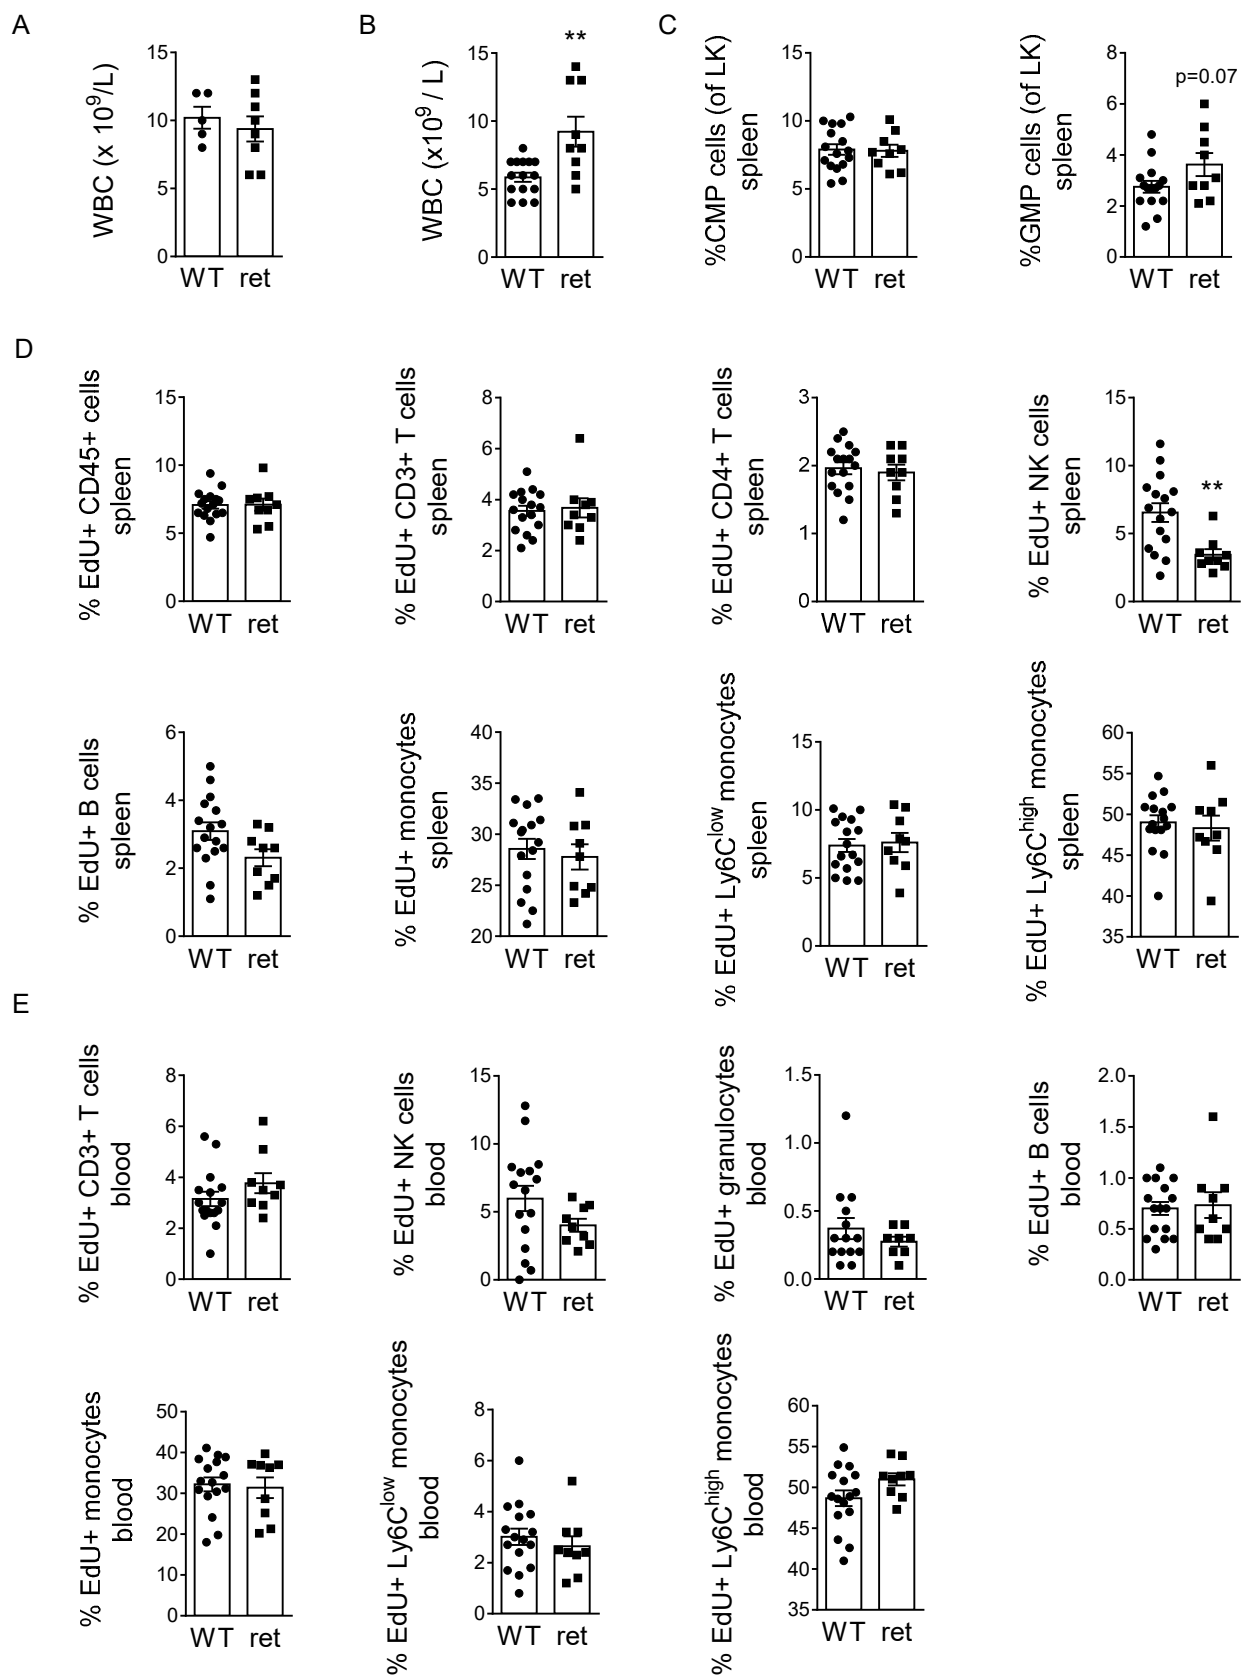 A
WBC (x 10⁹/L)
15
10
5
0
WT ret
B
WBC (x10⁹ / L)
15
10
5
0
**
WT ret
C
%CMP cells (of LK)
spleen
15
10
5
0
WT ret
%GMP cells (of LK)
spleen
8
6
4
2
0
p=0.07
WT ret
D
% EdU+ CD45+ cells
spleen
15
10
5
0
WT ret
% EdU+ CD3+ T cells
spleen
8
6
4
2
0
WT ret
% EdU+ CD4+ T cells
spleen
3
2
1
0
WT ret
% EdU+ NK cells
spleen
15
10
5
0
**
WT ret
% EdU+ B cells
spleen
6
4
2
0
WT ret
% EdU+ monocytes
spleen
40
35
30
25
20
WT ret
% EdU+ Ly6Cˡᵒʷ monocytes
spleen
15
10
5
0
WT ret
% EdU+ Ly6Cʰⁱᵍʰ monocytes
spleen
60
55
50
45
40
35
WT ret
E
% EdU+ CD3+ T cells
blood
8
6
4
2
0
WT ret
% EdU+ NK cells
blood
15
10
5
0
WT ret
% EdU+ granulocytes
blood
1.5
1.0
0.5
0.0
WT ret
% EdU+ B cells
blood
2.0
1.5
1.0
0.5
0.0
WT ret
% EdU+ monocytes
blood
50
40
30
20
10
0
WT ret
% EdU+ Ly6Cˡᵒʷ monocytes
blood
8
6
4
2
0
WT ret
% EdU+ Ly6Cʰⁱᵍʰ monocytes
blood
60
55
50
45
40
35
WT ret